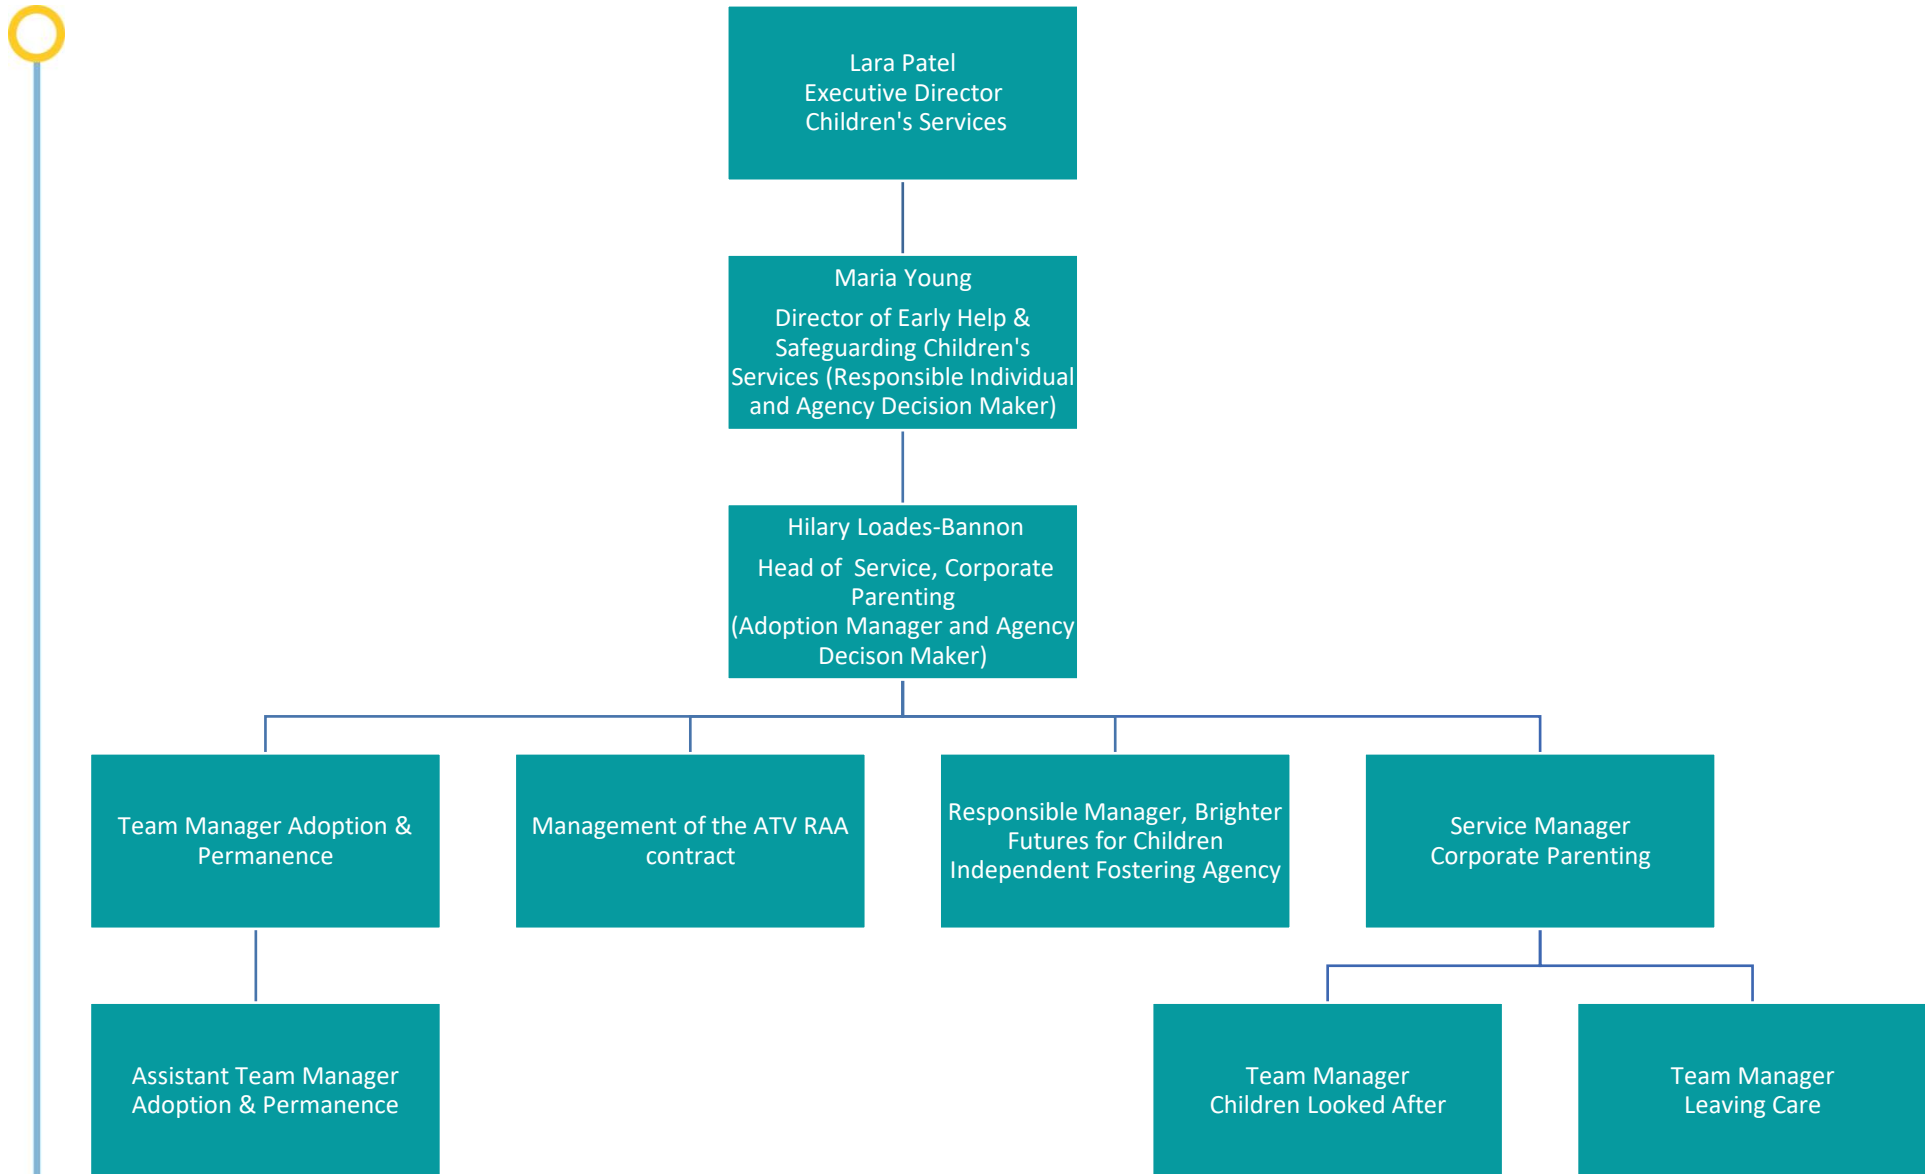 Lara Patel
Executive Director
Children's Services
Maria Young
Director of Early Help &
Safeguarding Children's
Services (Responsible Individual
and Agency Decision Maker)
Hilary Loades-Bannon
Head of  Service, Corporate
Parenting
(Adoption Manager and Agency
Decison Maker)
Team Manager Adoption &
Permanence
Management of the ATV RAA
contract
Responsible Manager, Brighter
Futures for Children
Independent Fostering Agency
Service Manager
Corporate Parenting
Assistant Team Manager
Adoption & Permanence
Team Manager
Children Looked After
Team Manager
Leaving Care